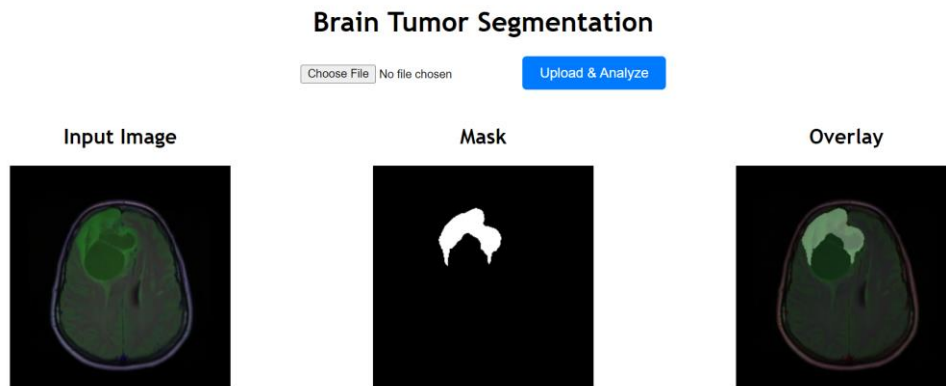 Brain Tumor Segmentation
Choose File No file chosen
Upload & Analyze
Input Image
Mask
Overlay